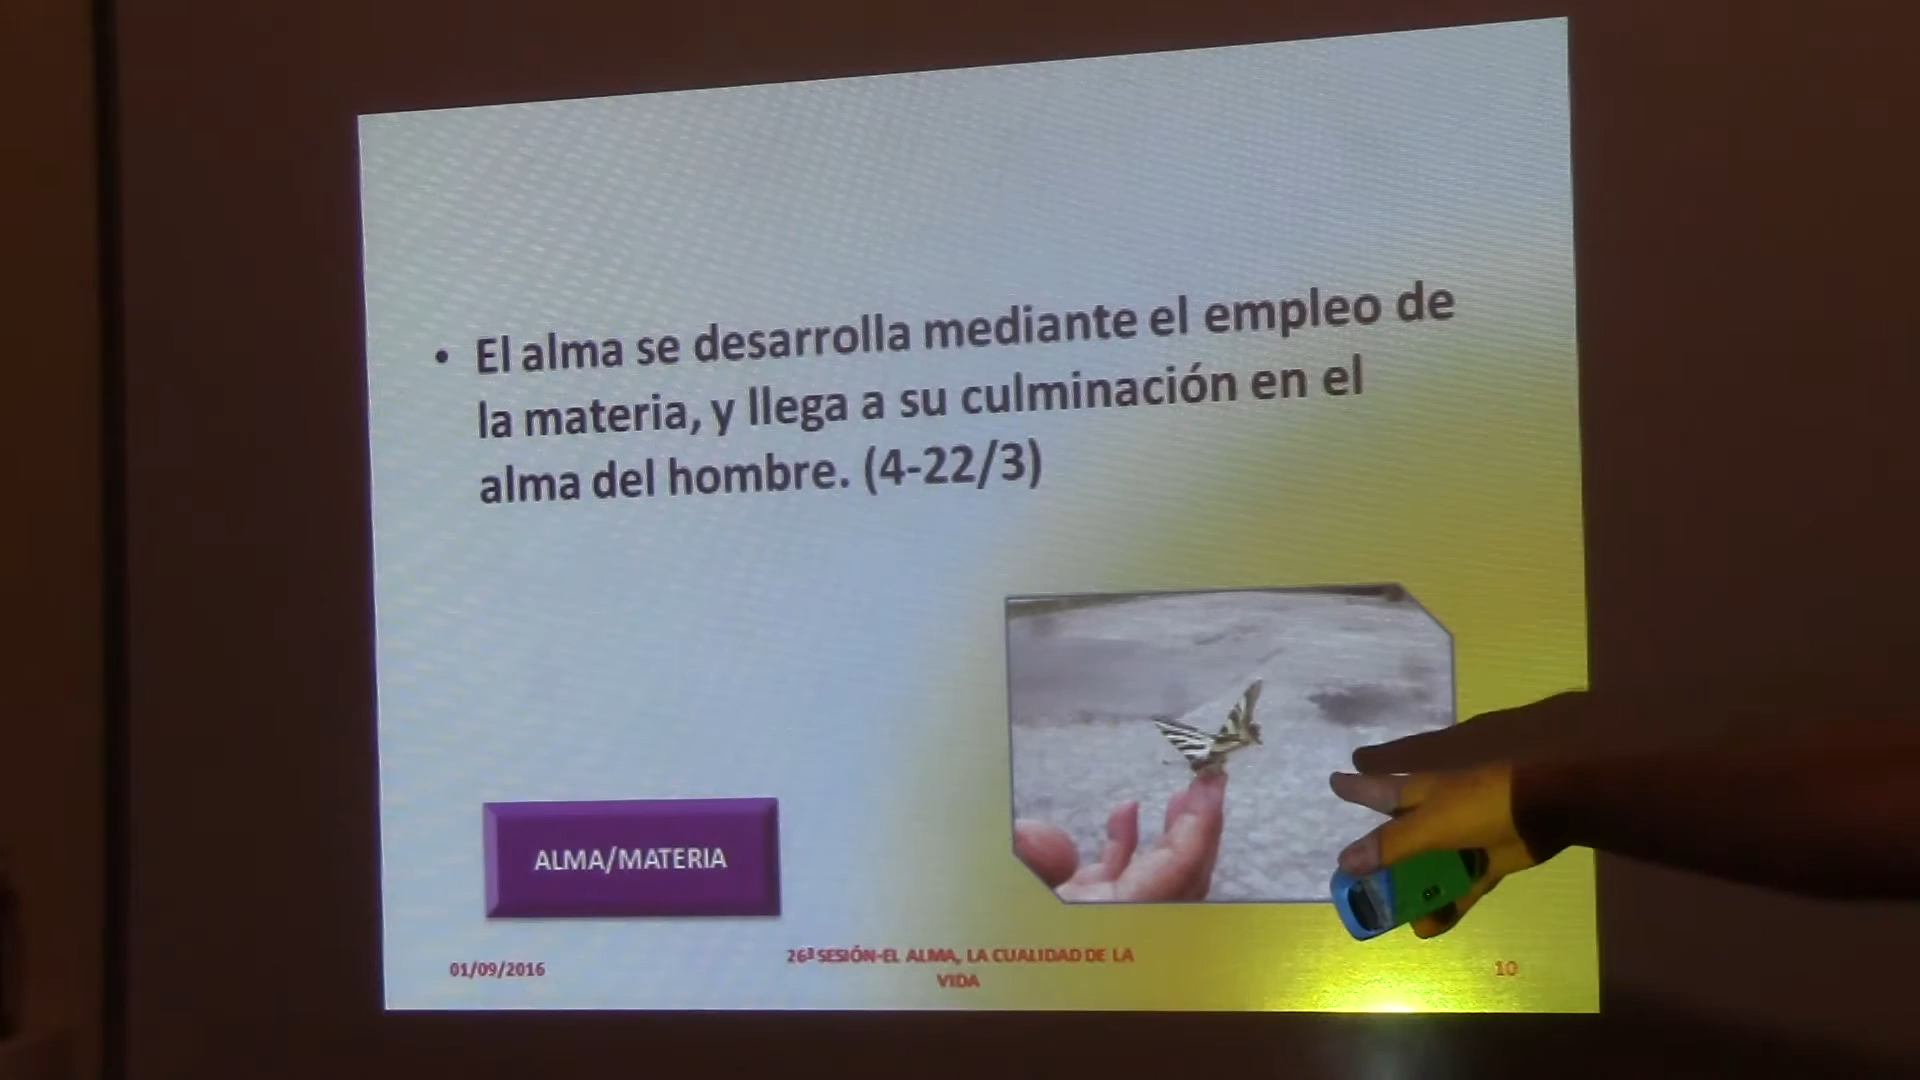 • El alma se desarrolla mediante el empleo de
la materia, y llega a su culminación en el
alma del hombre. (4-22/3)
ALMA/MATERIA
01/09/2016
26ª SESIÓN-EL ALMA, LA CUALIDAD DE LA
VIDA
10